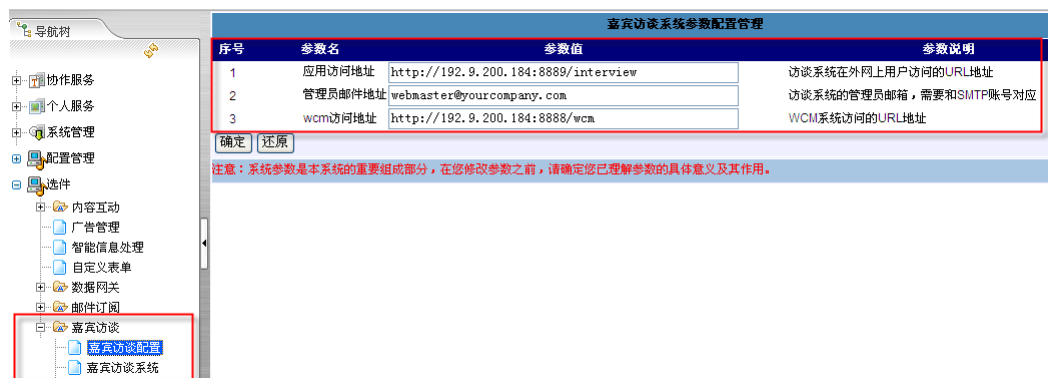 导航树
协作服务
个人服务
系统管理
配置管理
选件
内容互动
广告管理
智能信息处理
自定义表单
数据网关
邮件订阅
嘉宾访谈
嘉宾访谈配置
嘉宾访谈系统
嘉宾访谈系统参数配置管理
序号 参数名 参数值 参数说明
1 应用访问地址 http://192.9.200.184:8889/interview 访谈系统在外网上用户访问的URL地址
2 管理员邮件地址 webmaster@yourcompany.com 访谈系统的管理员邮箱，需要和SMTP账号对应
3 wcm访问地址 http://192.9.200.184:8888/wcm WCM系统访问的URL地址
确定 还原
注意：系统参数是本系统的重要组成部分，在您修改参数之前，请确定您已理解参数的具体意义及其作用。